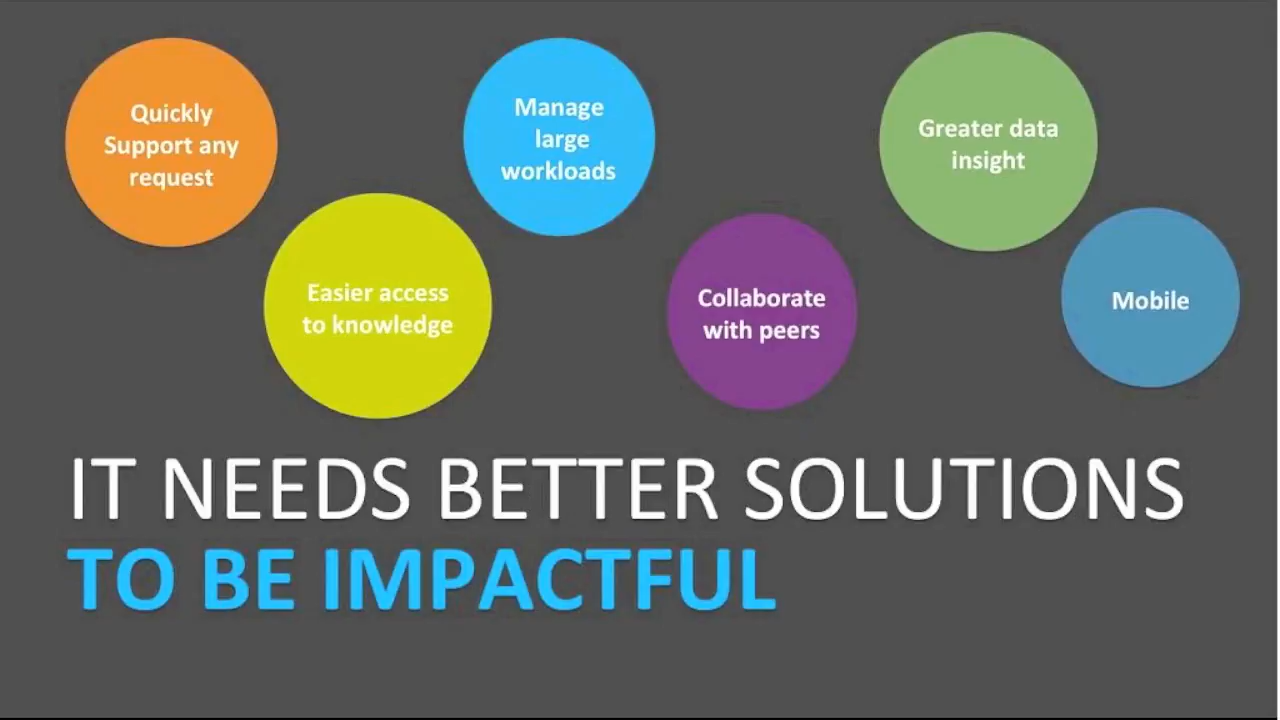 Quickly
Support any
request
Manage
large
workloads
Greater data
insight
Easier access
to knowledge
Collaborate
with peers
Mobile
IT NEEDS BETTER SOLUTIONS
TO BE IMPACTFUL